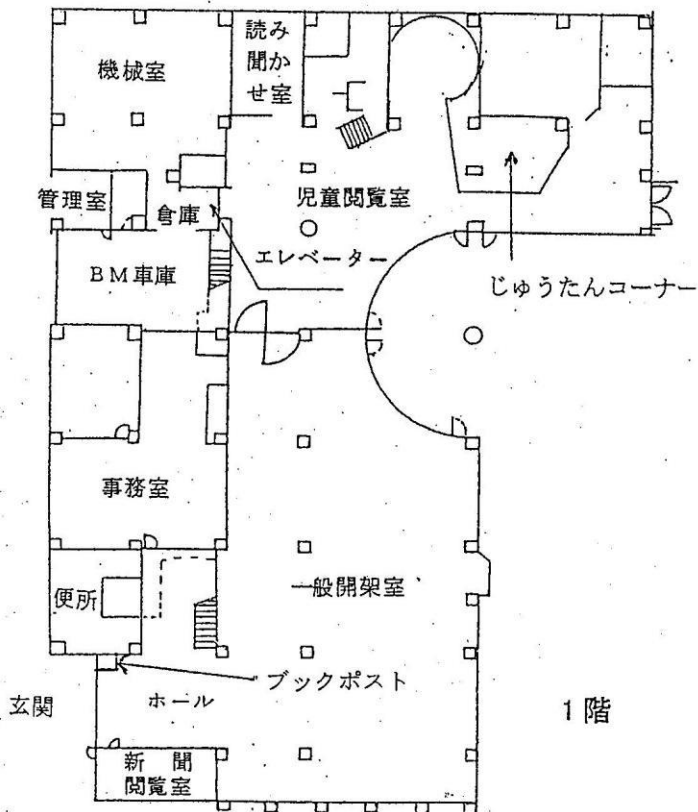 機械室
読み
聞か
せ室
管理室
倉庫
児童閲覧室
エレベーター
BM車庫
じゅうたんコーナー
事務室
一般開架室
便所
ブックポスト
玄関
ホール
1階
新聞
閲覧室